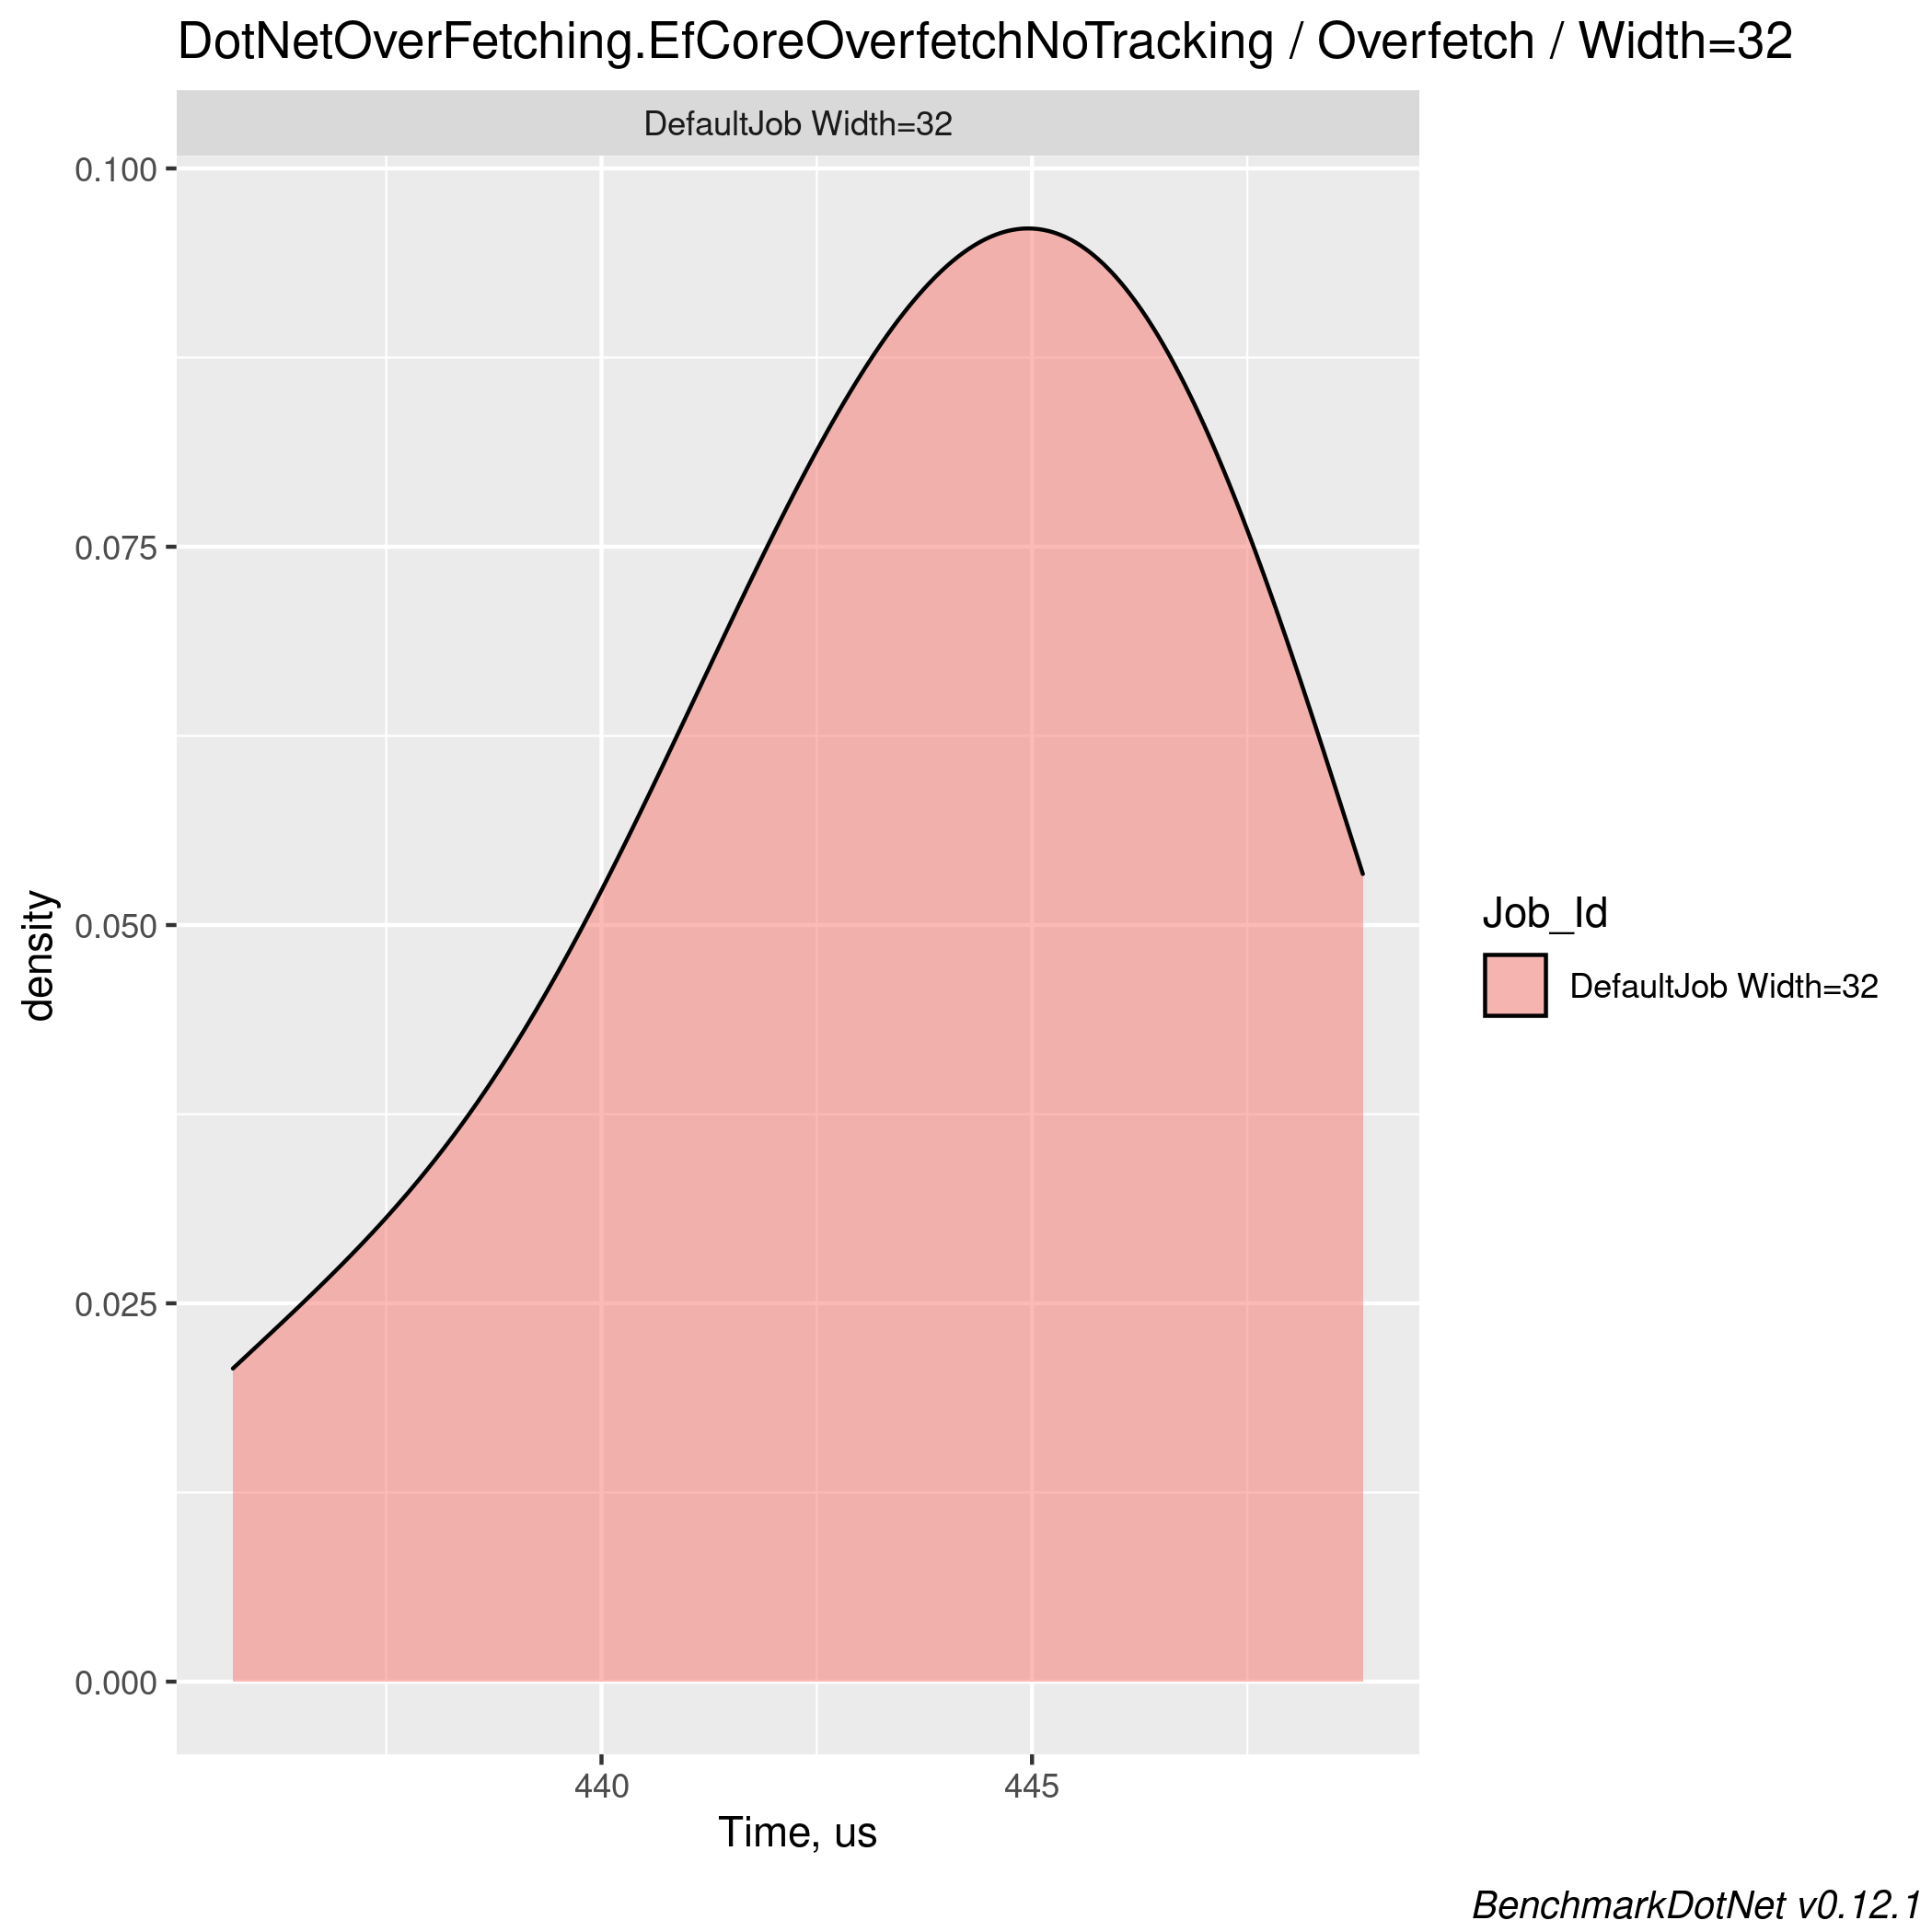 DotNetOverFetching.EfCoreOverfetchNoTracking / Overfetch / Width=32
DefaultJob Width=32
0.100
0.075
0.050
0.025
0.000
density
440
445
Time, us
Job_Id
DefaultJob Width=32
BenchmarkDotNet v0.12.1